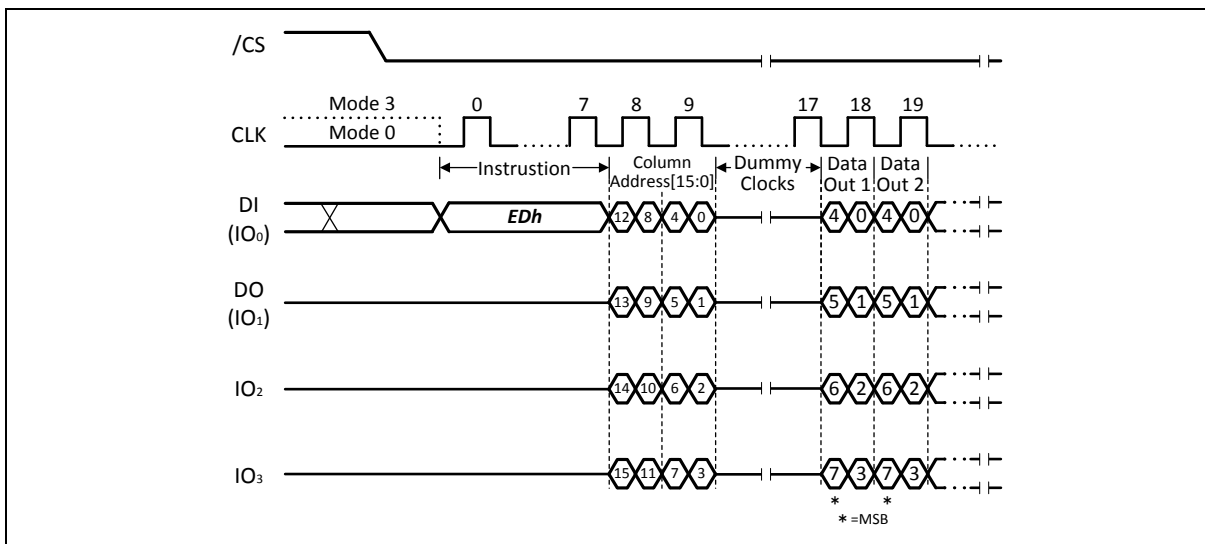 /CS
Mode 3
0 7 8 9 17 18 19
CLK
Mode 0
Instrustion
Column
Address[15:0]
Dummy
Clocks
Data
Out 1
Data
Out 2
DI
(IO0)
EDh
12 8 4 0
4 0 4 0
DO
(IO1)
13 9 5 1
5 1 5 1
IO2
14 10 6 2
6 2 6 2
IO3
15 11 7 3
7 3 7 3
* *
* =MSB